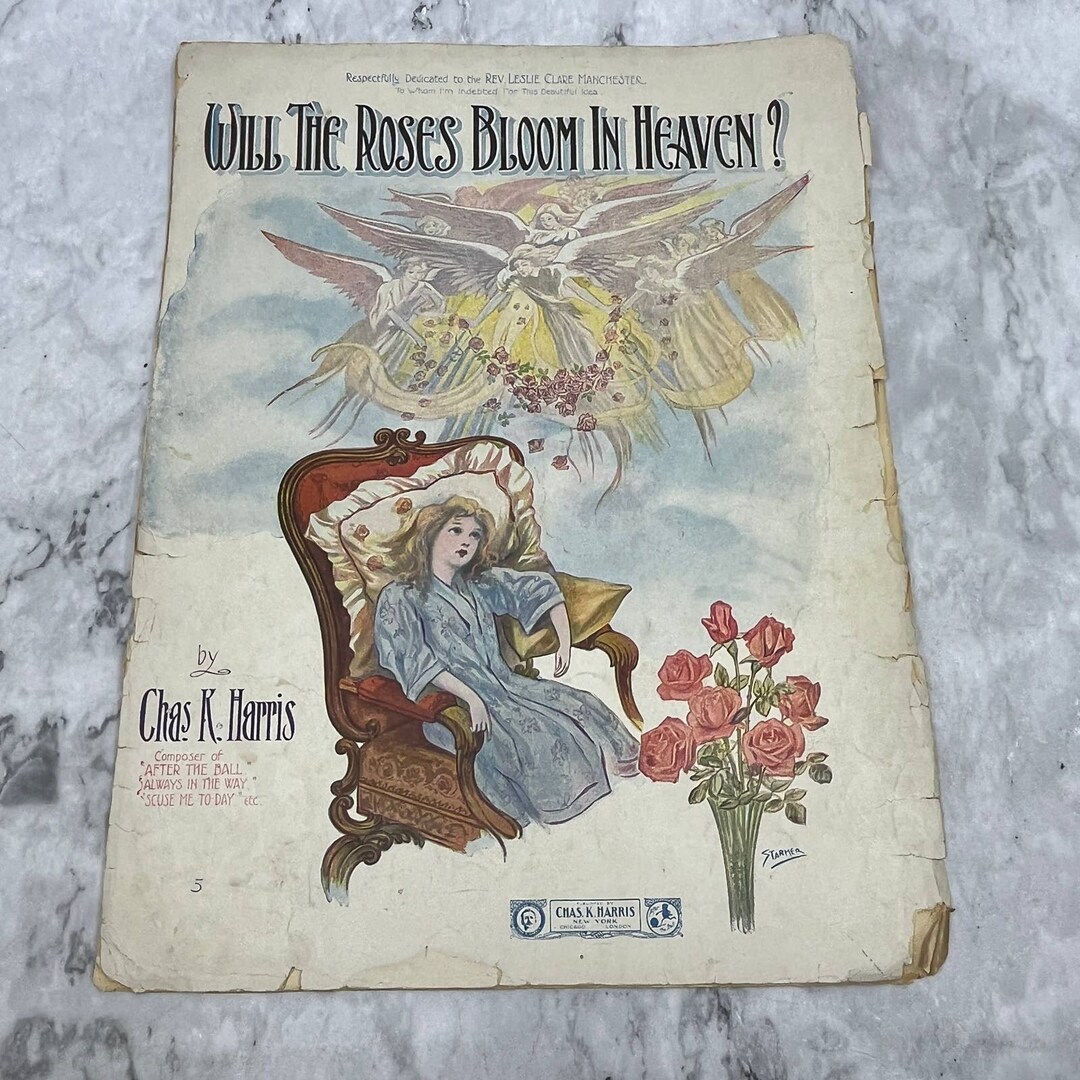 Respectfully Dedicated to the REV. LESLIE CLARE MANCHESTER
To Whom I'm Indebted For This Beautiful Idea
WILL THE ROSES BLOOM IN HEAVEN?
by
Chas. K. Harris
Composer of
"AFTER THE BALL"
"ALWAYS IN THE WAY"
"'SCUSE ME TO-DAY" etc.
5
STARMER
PUBLISHED BY
CHAS. K. HARRIS
NEW YORK
CHICAGO LONDON